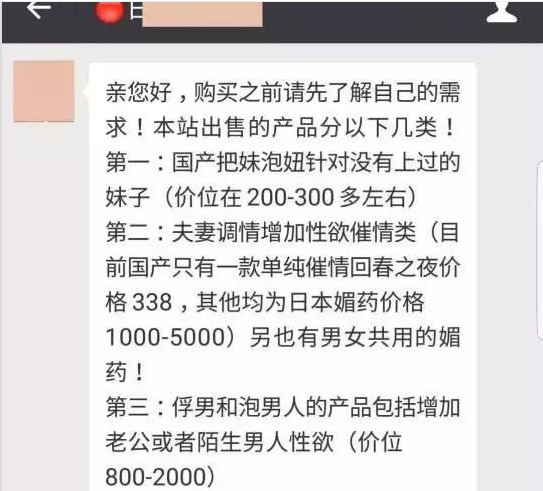 亲您好，购买之前请先了解自己的需
求！本站出售的产品分以下几类！
第一：国产把妹泡妞针对没有上过的
妹子（价位在 200-300 多左右）
第二：夫妻调情增加性欲催情类（目
前国产只有一款单纯催情回春之夜价
格 338 ，其他均为日本媚药价格
1000-5000）另也有男女共用的媚
药！
第三：俘男和泡男人的产品包括增加
老公或者陌生男人性欲（价位
800-2000）